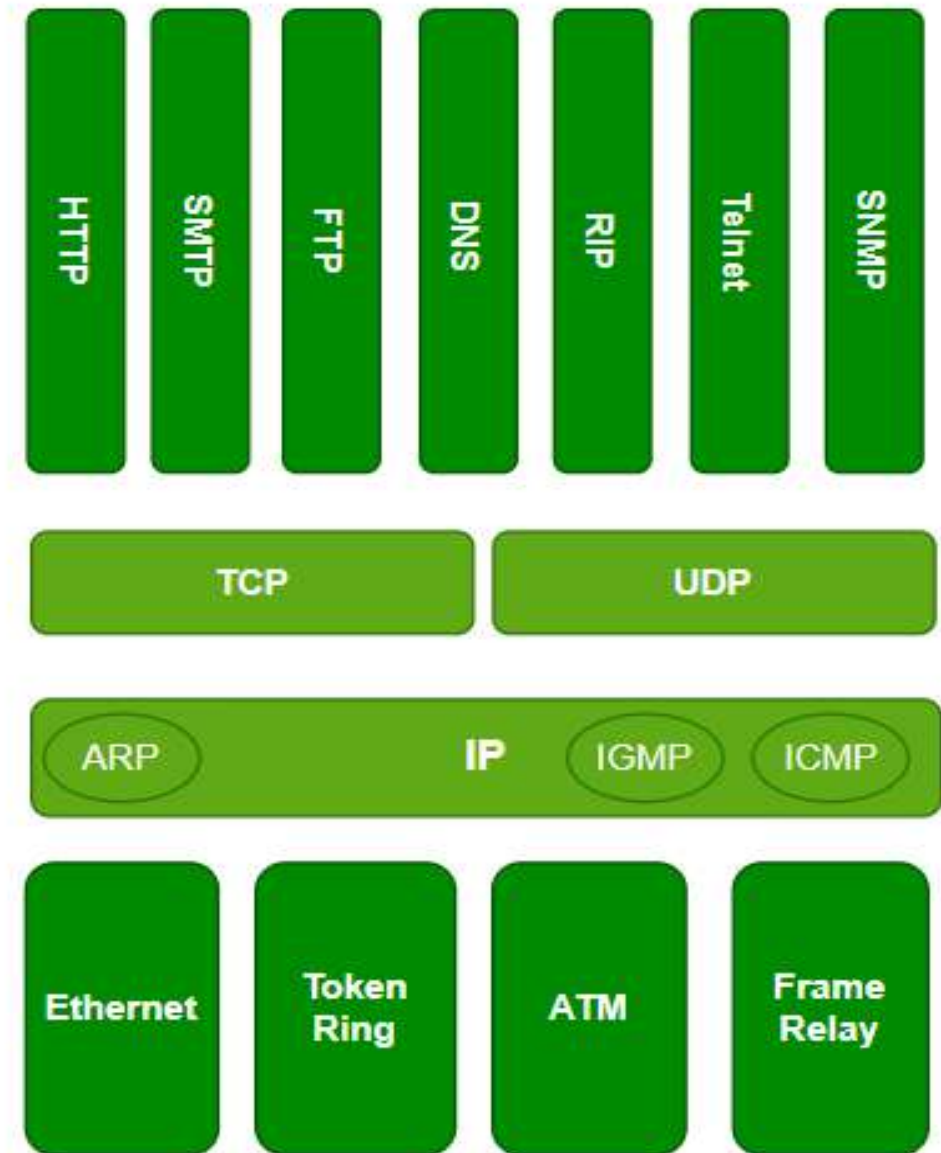 HTTP
SMTP
FTP
DNS
RIP
Telnet
SNMP
TCP
UDP
ARP
IP
IGMP
ICMP
Ethernet
Token
Ring
ATM
Frame
Relay